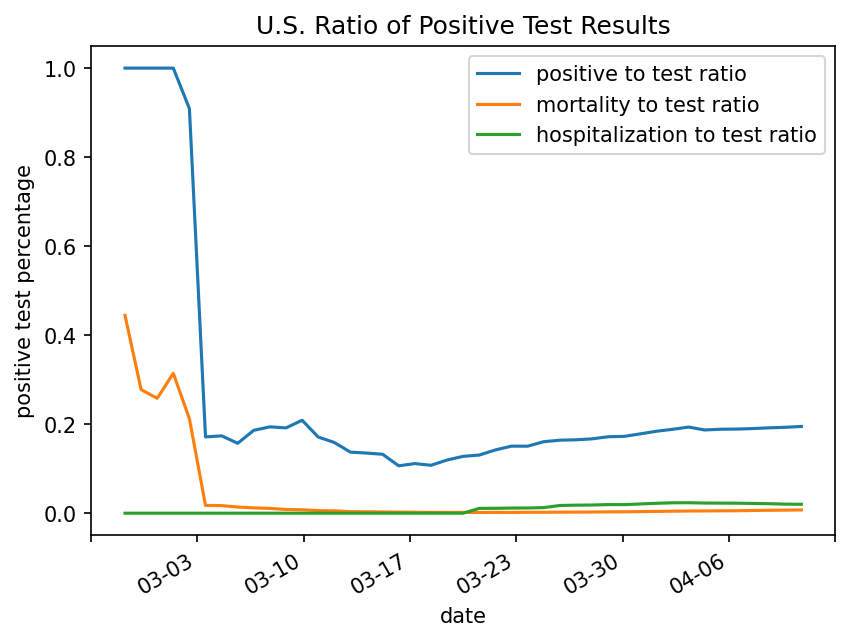 U.S. Ratio of Positive Test Results
positive to test ratio
mortality to test ratio
hospitalization to test ratio
positive test percentage
1.0
0.8
0.6
0.4
0.2
0.0
03-03
03-10
03-17
03-23
03-30
04-06
date